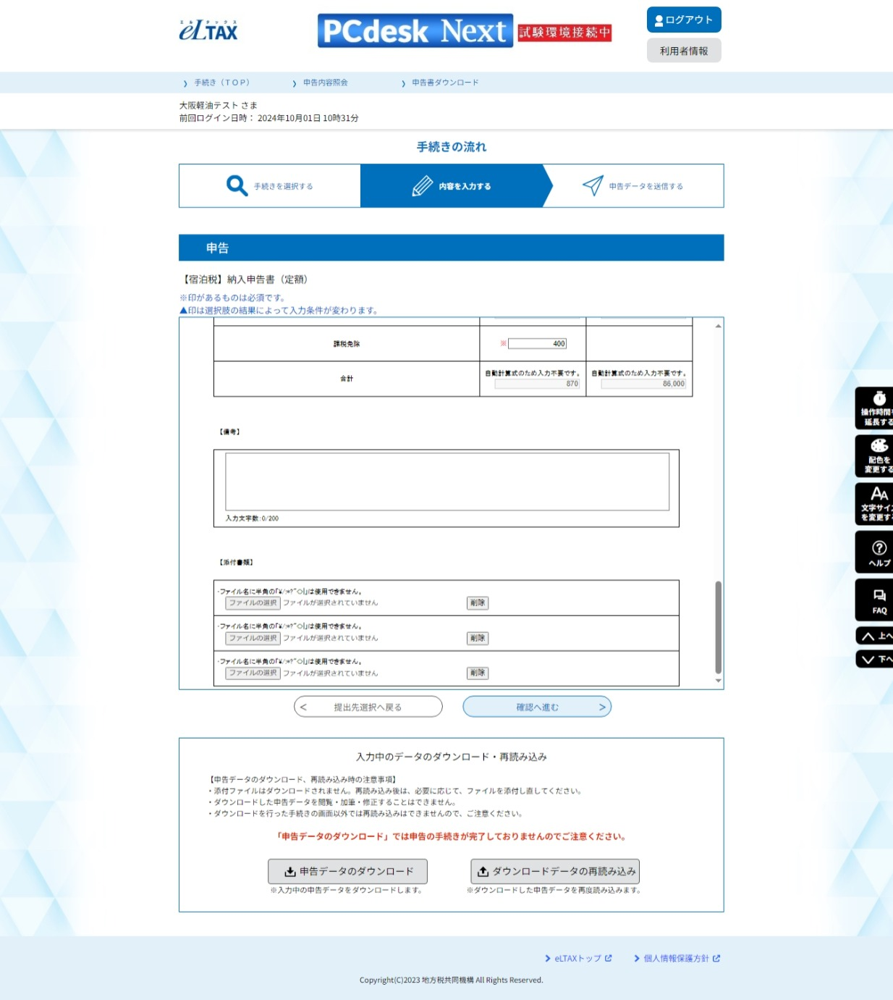 エルタックス
eLTAX
PCdesk Next 試験環境接続中
ログアウト
利用者情報
手続き（TOP） 申告内容照会 申告書ダウンロード
大阪軽油テスト さま
前回ログイン日時： 2024年10月01日 10時31分
手続きの流れ
手続きを選択する 内容を入力する 申告データを送信する
申告
【宿泊税】納入申告書（定額）
※印があるものは必須です。
▲印は選択肢の結果によって入力条件が変わります。
課税免除 ※ 400
自動計算式のため入力不要です。 自動計算式のため入力不要です。
合計 870 86,000
【備考】
入力文字数:0/200
【添付書類】
・ファイル名に半角の「¥/:*?"<>|」は使用できません。
ファイルの選択 ファイルが選択されていません 削除
・ファイル名に半角の「¥/:*?"<>|」は使用できません。
ファイルの選択 ファイルが選択されていません 削除
・ファイル名に半角の「¥/:*?"<>|」は使用できません。
ファイルの選択 ファイルが選択されていません 削除
< 提出先選択へ戻る 確認へ進む >
入力中のデータのダウンロード・再読み込み
【申告データのダウンロード、再読み込み時の注意事項】
・添付ファイルはダウンロードされません。再読み込み後は、必要に応じて、ファイルを添付し直してください。
・ダウンロードした申告データを閲覧・加筆・修正することはできません。
・ダウンロードを行った手続きの画面以外では再読み込みはできませんので、ご注意ください。
「申告データのダウンロード」では申告の手続きが完了しておりませんのでご注意ください。
申告データのダウンロード ダウンロードデータの再読み込み
※入力中の申告データをダウンロードします。 ※ダウンロードした申告データを再度読み込みます。
操作時間を
延長する
配色を
変更する
AA
文字サイズ
を変更す
ヘルプ
FAQ
上へ
下へ
eLTAXトップ 個人情報保護方針
Copyright(C)2023 地方税共同機構 All Rights Reserved.